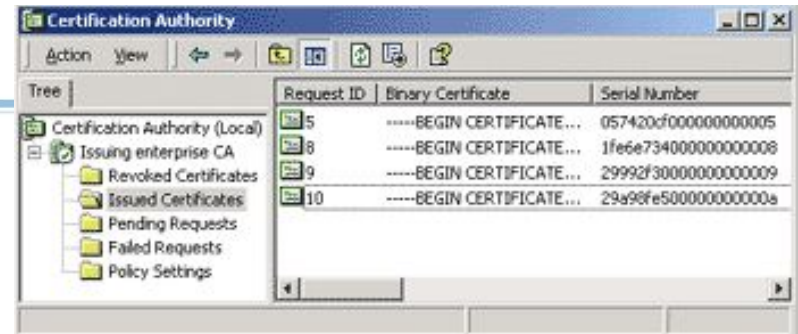 Certification Authority
Action View
Tree
Certification Authority (Local)
Issuing enterprise CA
Revoked Certificates
Issued Certificates
Pending Requests
Failed Requests
Policy Settings
Request ID Binary Certificate Serial Number
5 -----BEGIN CERTIFICATE... 057420cf000000000005
8 -----BEGIN CERTIFICATE... 1fe6e734000000000008
9 -----BEGIN CERTIFICATE... 29992f30000000000009
10 -----BEGIN CERTIFICATE... 29a98fe500000000000a